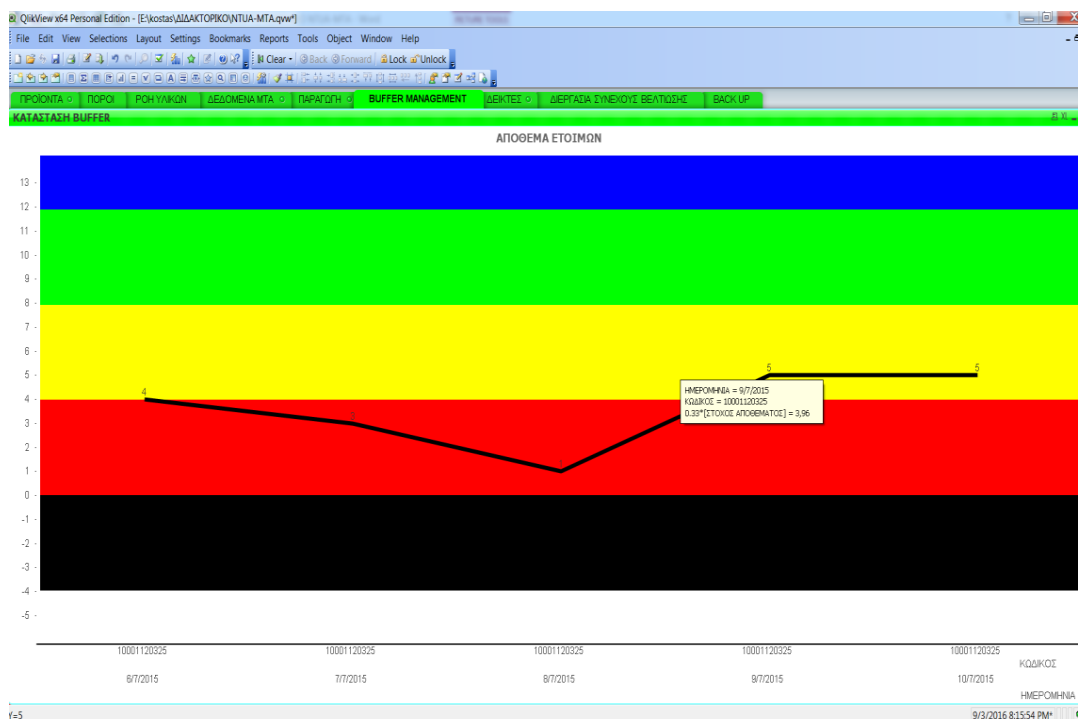 QlikView x64 Personal Edition - [E:\kostas\ΔΙΔΑΚΤΟΡΙΚΟ\NTUA-MTA.qvw*]
File Edit View Selections Layout Settings Bookmarks Reports Tools Object Window Help
Clear Back Forward Lock Unlock
ΠΡΟΪΟΝΤΑ ΠΟΡΟΙ ΡΟΗ ΥΛΙΚΩΝ ΔΕΔΟΜΕΝΑ ΜΤΑ ΠΑΡΑΓΩΓΗ BUFFER MANAGEMENT ΔΕΙΚΤΕΣ ΔΙΕΡΓΑΣΙΑ ΣΥΝΕΧΟΥΣ ΒΕΛΤΙΩΣΗΣ BACK UP
ΚΑΤΑΣΤΑΣΗ BUFFER XL
ΑΠΟΘΕΜΑ ΕΤΟΙΜΩΝ
13
12
11
10
9
8
7
6
5
4
3
2
1
0
-1
-2
-3
-4
-5
4
3
1
5
5
ΗΜΕΡΟΜΗΝΙΑ = 9/7/2015
ΚΩΔΙΚΟΣ = 10001120325
0.33*[ΣΤΟΧΟΣ ΑΠΟΘΕΜΑΤΟΣ] = 3,96
10001120325 10001120325 10001120325 10001120325 10001120325
ΚΩΔΙΚΟΣ
6/7/2015 7/7/2015 8/7/2015 9/7/2015 10/7/2015
ΗΜΕΡΟΜΗΝΙΑ
Y=5 9/3/2016 8:15:54 PM*